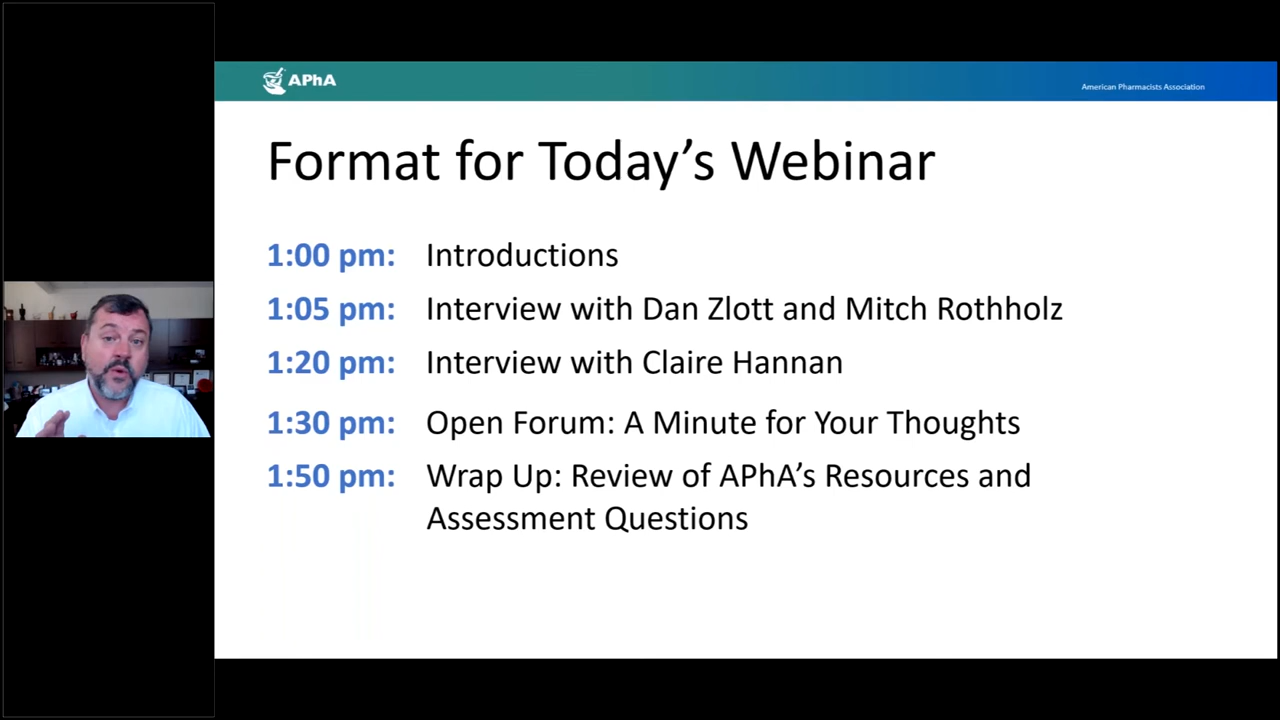 APhA
American Pharmacists Association
Format for Today's Webinar
1:00 pm: Introductions
1:05 pm: Interview with Dan Zlott and Mitch Rothholz
1:20 pm: Interview with Claire Hannan
1:30 pm: Open Forum: A Minute for Your Thoughts
1:50 pm: Wrap Up: Review of APhA's Resources and
Assessment Questions